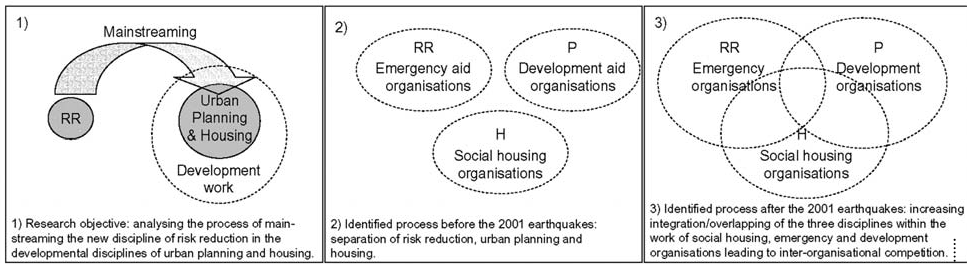 1)
Mainstreaming
RR
Urban
Planning
& Housing
Development
work
1) Research objective: analysing the process of main-
streaming the new discipline of risk reduction in the
developmental disciplines of urban planning and housing.
2)
RR
Emergency aid
organisations
P
Development aid
organisations
H
Social housing
organisations
2) Identified process before the 2001 earthquakes:
separation of risk reduction, urban planning and
housing.
3)
RR
Emergency
organisations
P
Development
organisations
H
Social housing
organisations
3) Identified process after the 2001 earthquakes: increasing
integration/overlapping of the three disciplines within the
work of social housing, emergency and development
organisations leading to inter-organisational competition.